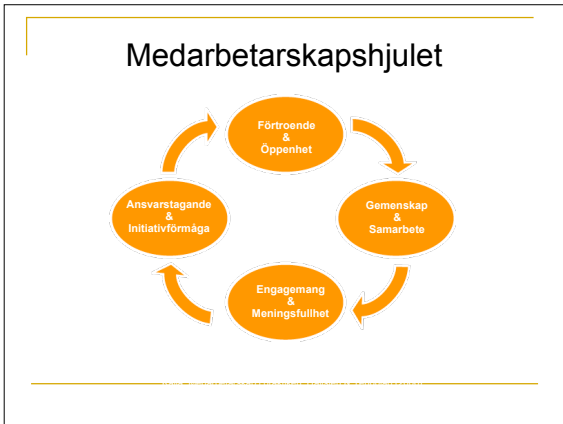 Medarbetarskapshjulet
Förtroende
&
Öppenhet
Gemenskap
&
Samarbete
Engagemang
&
Meningsfullhet
Ansvarstagande
&
Initiativförmåga